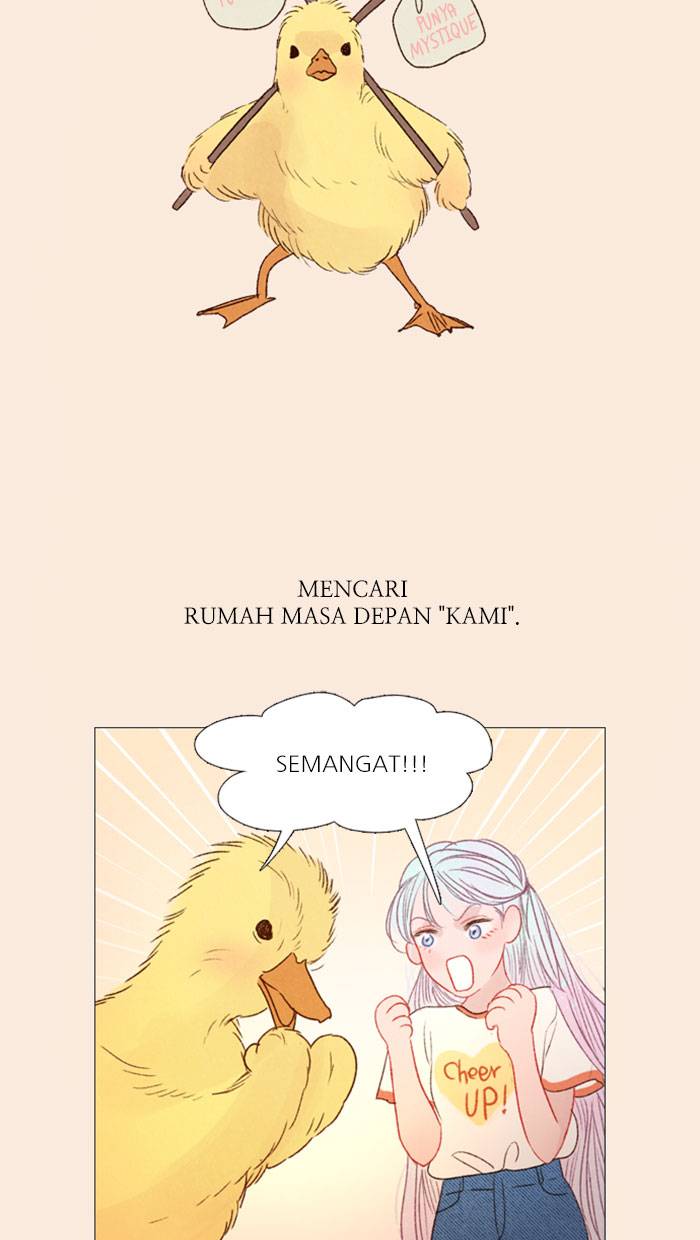 PUNYA
MYSTIQUE
MENCARI
RUMAH MASA DEPAN "KAMI".
SEMANGAT!!!
Cheer
UP!